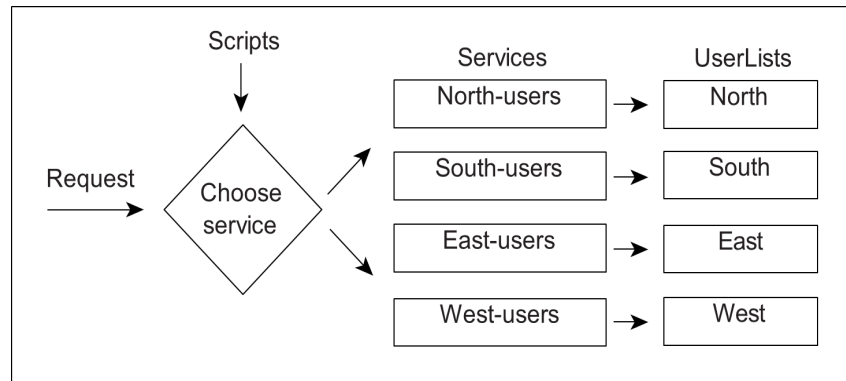 Scripts
Services
UserLists
North-users
North
Request
Choose
service
South-users
South
East-users
East
West-users
West